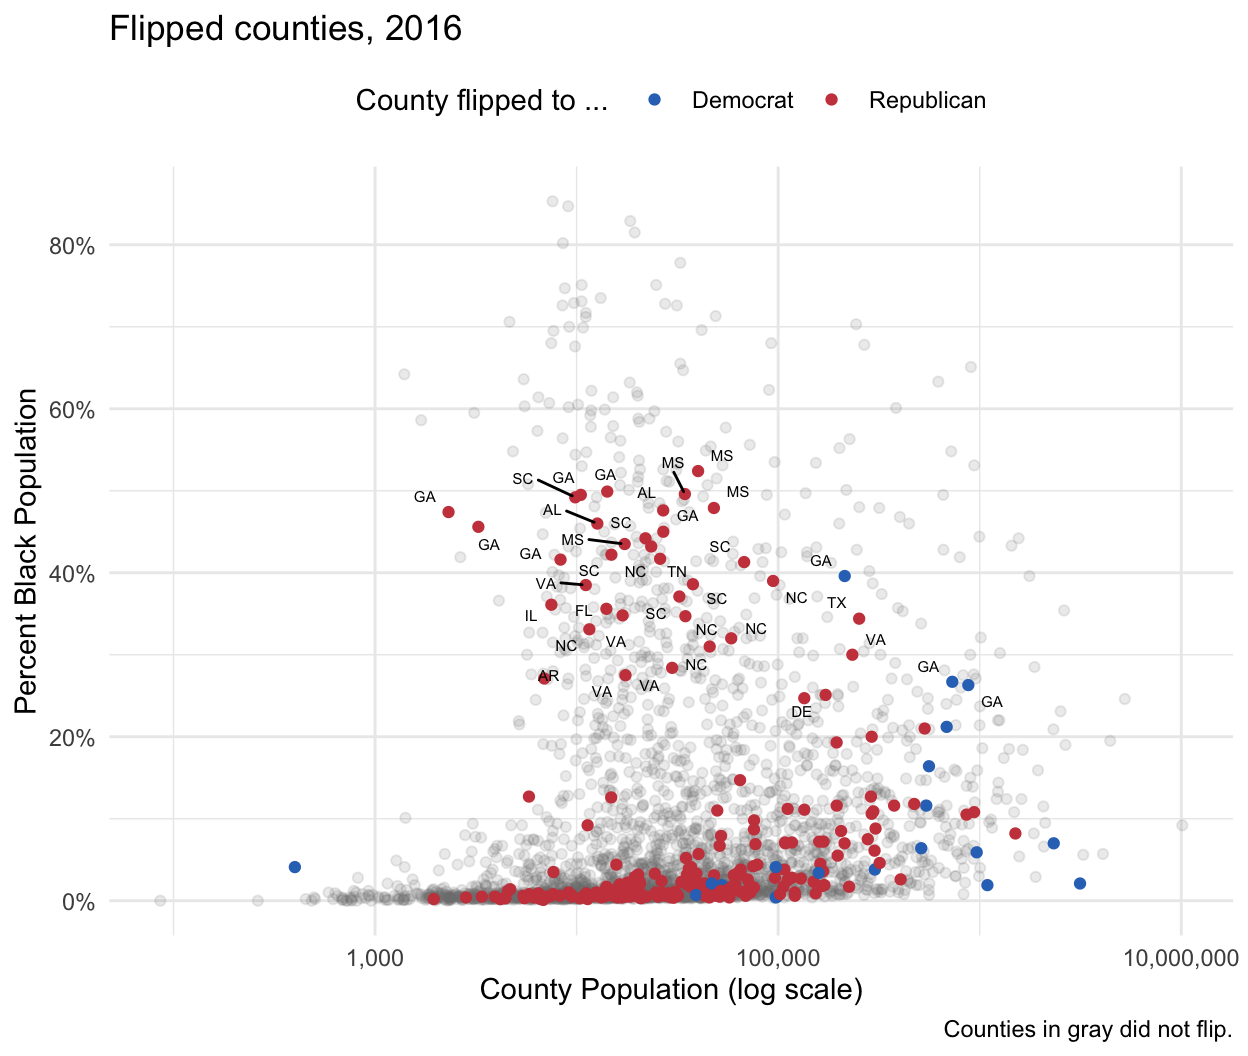 Flipped counties, 2016
County flipped to ... Democrat Republican
Percent Black Population
80%
60%
40%
20%
0%
MS
MS
SC GA GA
AL MS
GA
AL SC GA
GA
MS
SC
GA
GA
SC NC TN
VA
NC TX
IL FL SC SC
NC NC VA
NC VA
GA
NC
AR
VA VA
GA
DE
1,000 100,000 10,000,000
County Population (log scale)
Counties in gray did not flip.